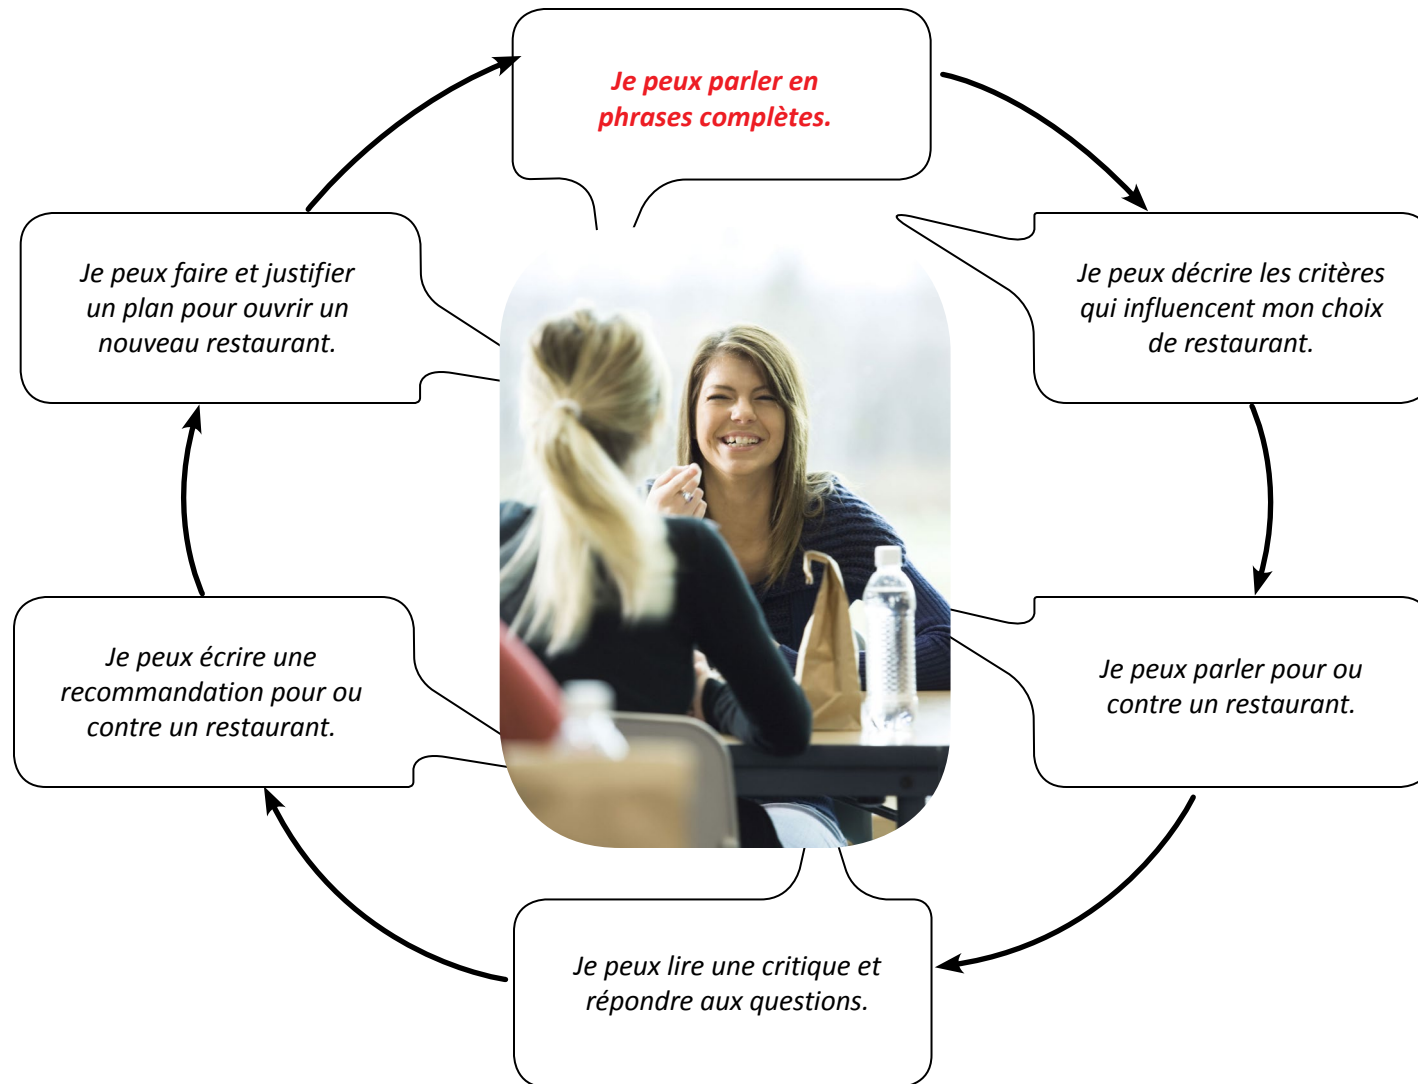 Je peux parler en
phrases complètes.
Je peux décrire les critères
qui influencent mon choix
de restaurant.
Je peux parler pour ou
contre un restaurant.
Je peux lire une critique et
répondre aux questions.
Je peux écrire une
recommandation pour ou
contre un restaurant.
Je peux faire et justifier
un plan pour ouvrir un
nouveau restaurant.